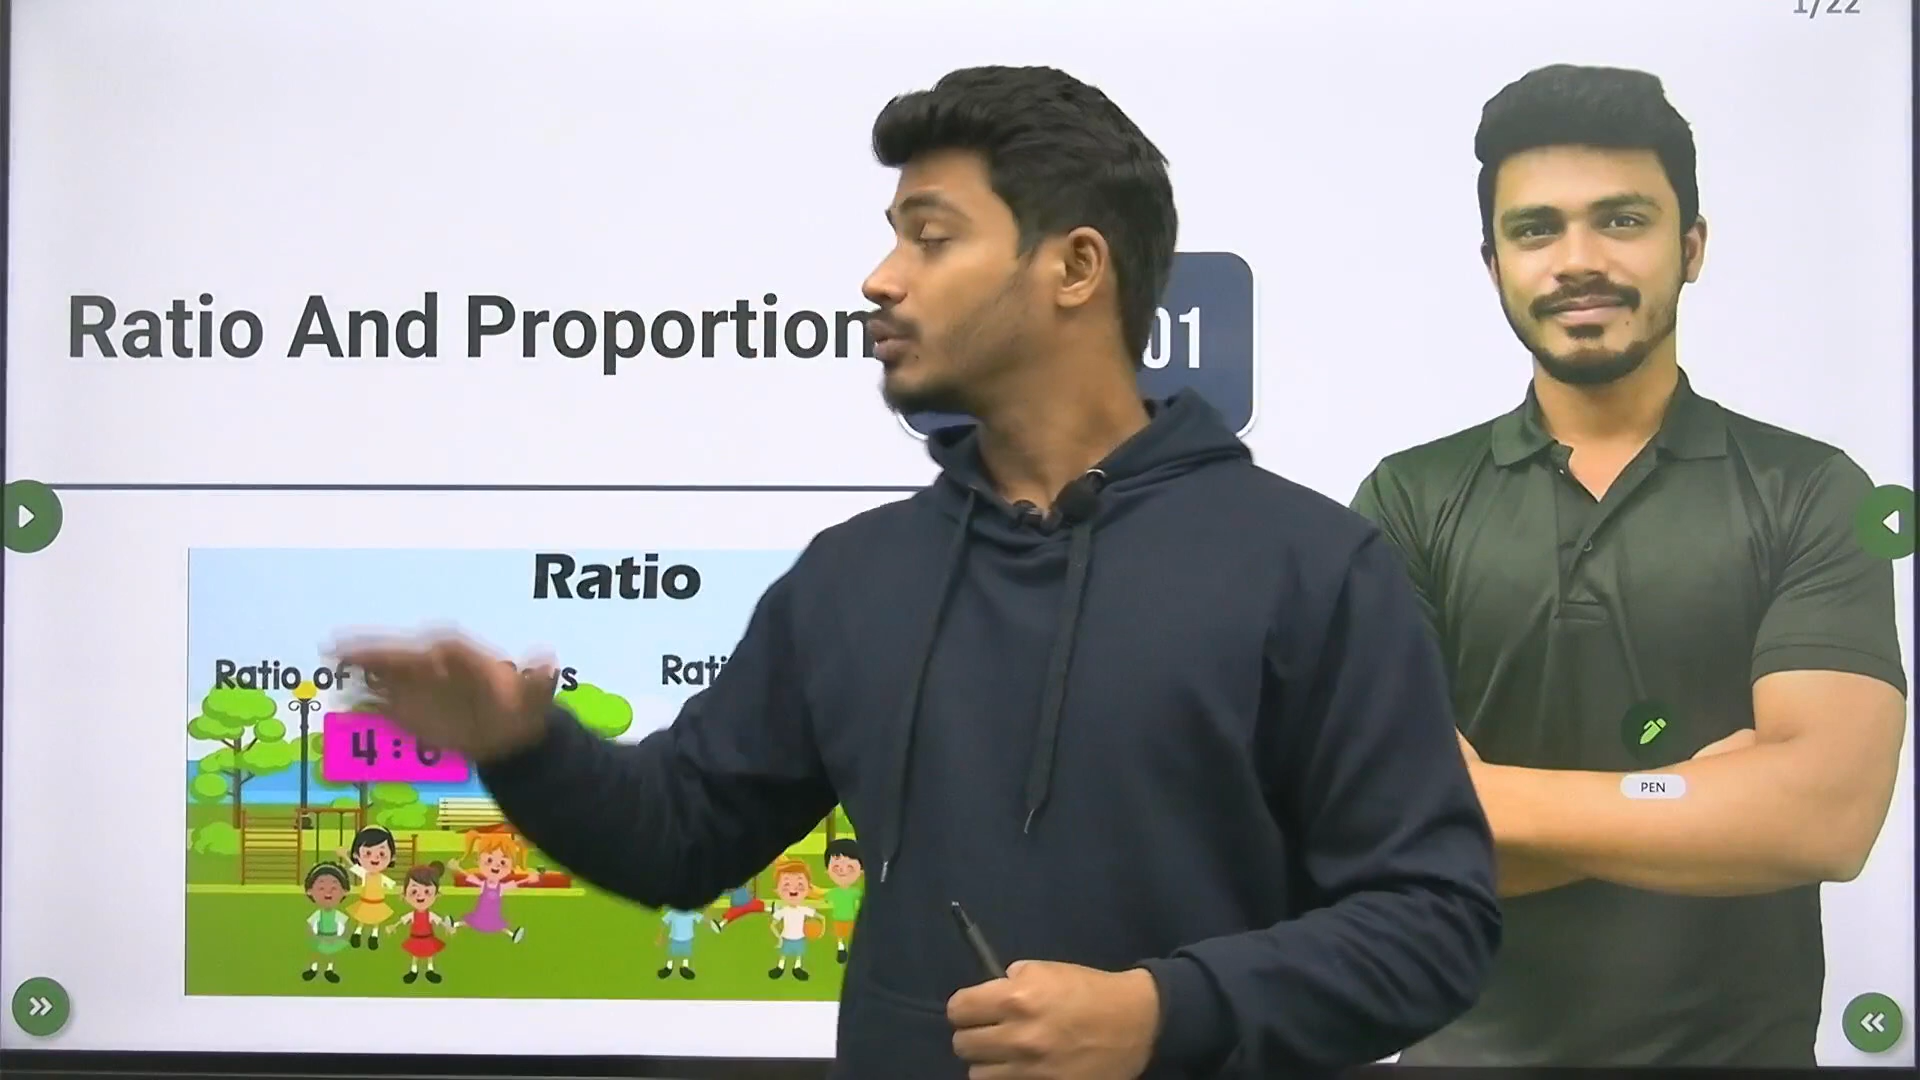 1/22
Ratio And Proportion
01
Ratio
Ratio of
4 : 6
PEN